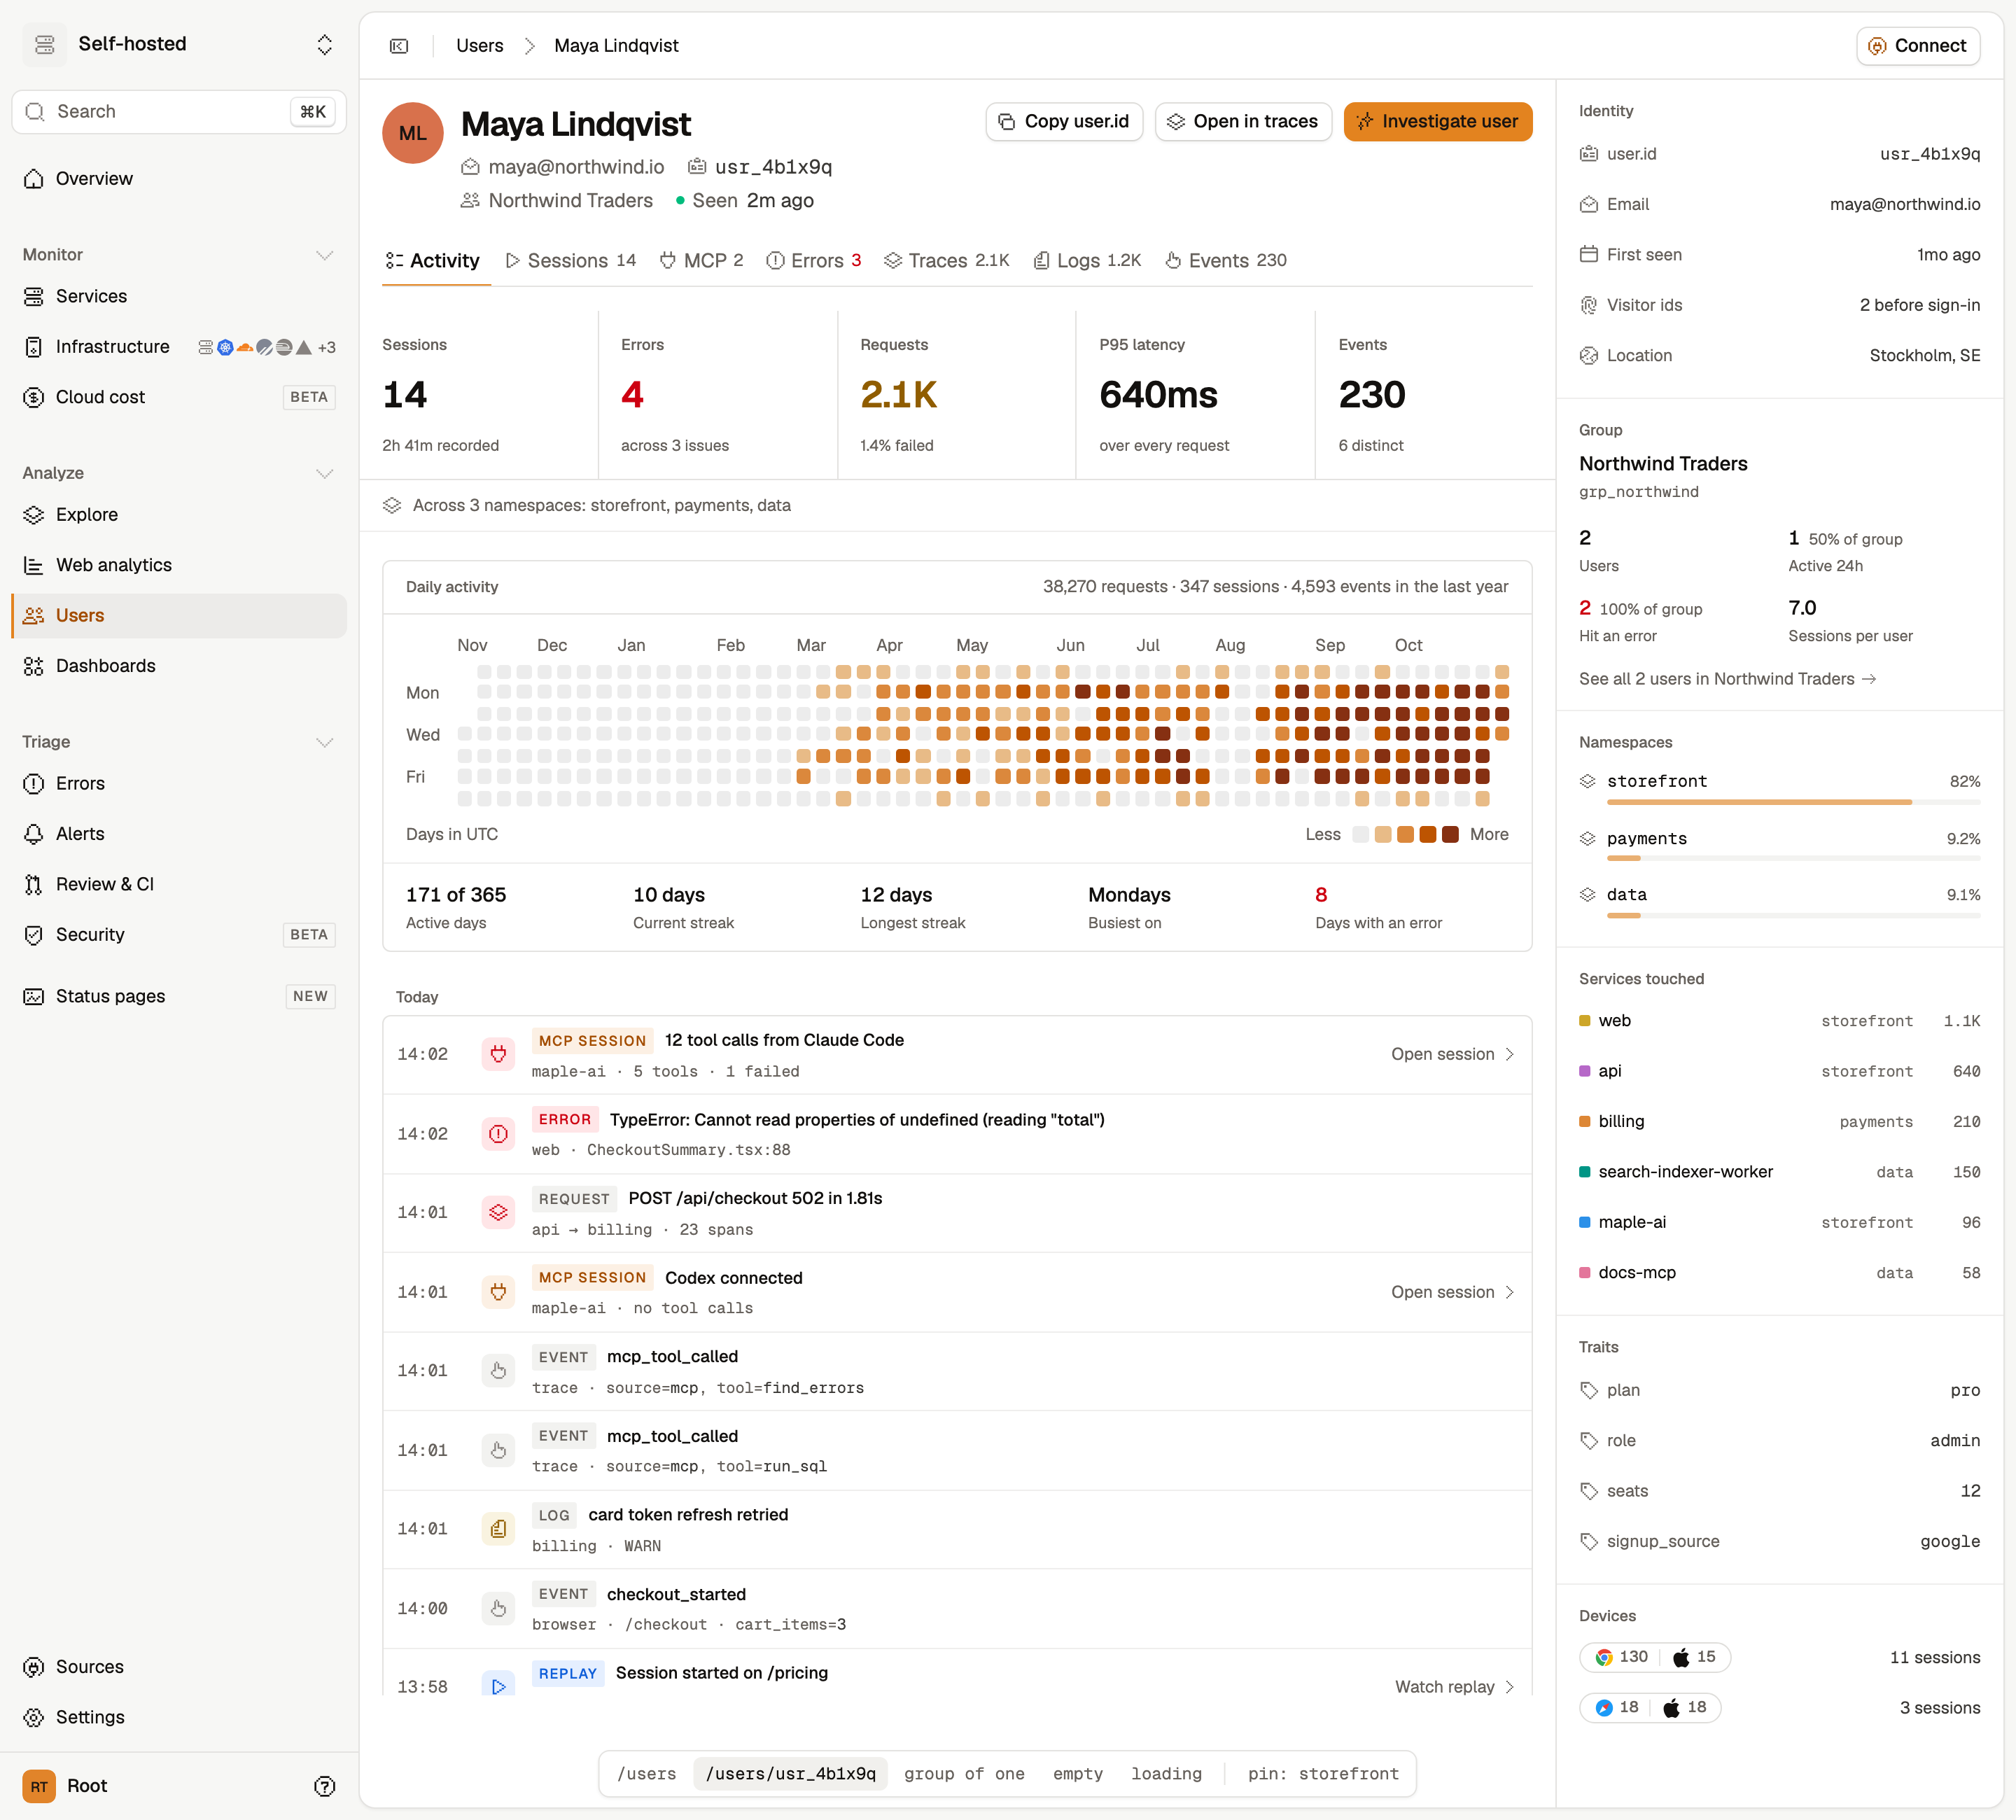 Self-hosted
Search ⌘K
Overview
Monitor
Services
Infrastructure +3
Cloud cost BETA
Analyze
Explore
Web analytics
Users
Dashboards
Triage
Errors
Alerts
Review & CI
Security BETA
Status pages NEW
Sources
Settings
RT Root
Users Maya Lindqvist
Connect
ML
Maya Lindqvist
maya@northwind.io usr_4b1x9q
Northwind Traders Seen 2m ago
Copy user.id Open in traces Investigate user
Activity Sessions 14 MCP 2 Errors 3 Traces 2.1K Logs 1.2K Events 230
Sessions Errors Requests P95 latency Events
14 4 2.1K 640ms 230
2h 41m recorded across 3 issues 1.4% failed over every request 6 distinct
Across 3 namespaces: storefront, payments, data
Daily activity 38,270 requests · 347 sessions · 4,593 events in the last year
Nov Dec Jan Feb Mar Apr May Jun Jul Aug Sep Oct
Mon
Wed
Fri
Days in UTC Less More
171 of 365 10 days 12 days Mondays 8
Active days Current streak Longest streak Busiest on Days with an error
Today
14:02 MCP SESSION 12 tool calls from Claude Code Open session
maple-ai · 5 tools · 1 failed
14:02 ERROR TypeError: Cannot read properties of undefined (reading "total")
web · CheckoutSummary.tsx:88
14:01 REQUEST POST /api/checkout 502 in 1.81s
api → billing · 23 spans
14:01 MCP SESSION Codex connected Open session
maple-ai · no tool calls
14:01 EVENT mcp_tool_called
trace · source=mcp, tool=find_errors
14:01 EVENT mcp_tool_called
trace · source=mcp, tool=run_sql
14:01 LOG card token refresh retried
billing · WARN
14:00 EVENT checkout_started
browser · /checkout · cart_items=3
13:58 REPLAY Session started on /pricing Watch replay
/users /users/usr_4b1x9q group of one empty loading pin: storefront
Identity
user.id usr_4b1x9q
Email maya@northwind.io
First seen 1mo ago
Visitor ids 2 before sign-in
Location Stockholm, SE
Group
Northwind Traders
grp_northwind
2 1 50% of group
Users Active 24h
2 100% of group 7.0
Hit an error Sessions per user
See all 2 users in Northwind Traders →
Namespaces
storefront 82%
payments 9.2%
data 9.1%
Services touched
web storefront 1.1K
api storefront 640
billing payments 210
search-indexer-worker data 150
maple-ai storefront 96
docs-mcp data 58
Traits
plan pro
role admin
seats 12
signup_source google
Devices
130 15 11 sessions
18 18 3 sessions